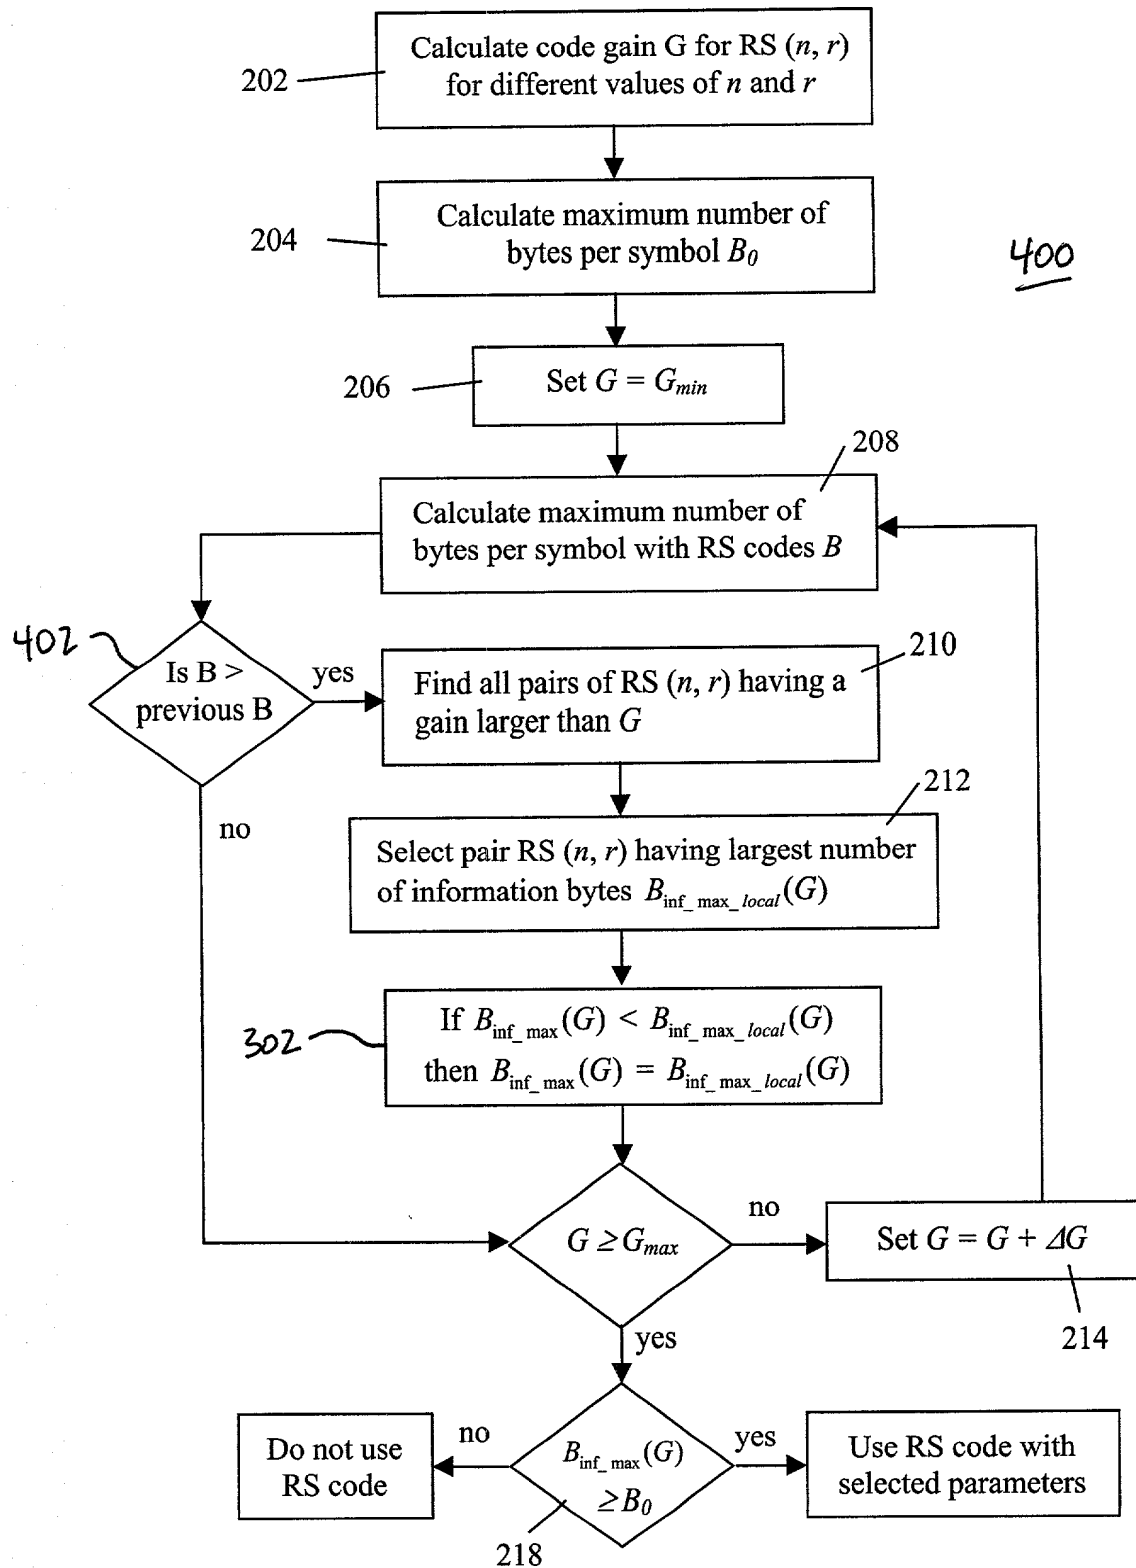 Calculate code gain G for RS (n, r)
for different values of n and r
202
Calculate maximum number of
bytes per symbol B₀
204
400
Set G = Gmin
206
208
Calculate maximum number of
bytes per symbol with RS codes B
402
Is B >
previous B
yes
210
Find all pairs of RS (n, r) having a
gain larger than G
no
212
Select pair RS (n, r) having largest number
of information bytes Binf_max_local(G)
302
If Binf_max(G) < Binf_max_local(G)
then Binf_max(G) = Binf_max_local(G)
G ≥ Gmax
no
Set G = G + ΔG
214
yes
Do not use
RS code
no
Binf_max(G)
≥B₀
yes
Use RS code with
selected parameters
218